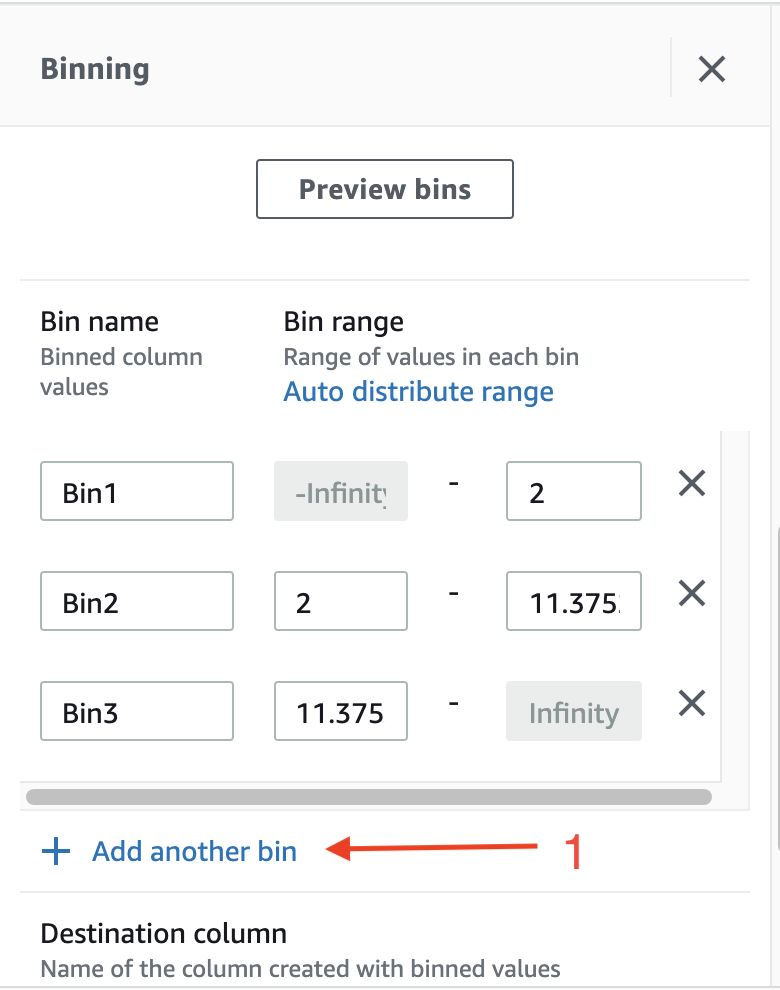 Binning
Preview bins
Bin name
Binned column
values
Bin range
Range of values in each bin
Auto distribute range
Bin1 -Infinity - 2
Bin2 2 - 11.375
Bin3 11.375 - Infinity
Add another bin 1
Destination column
Name of the column created with binned values